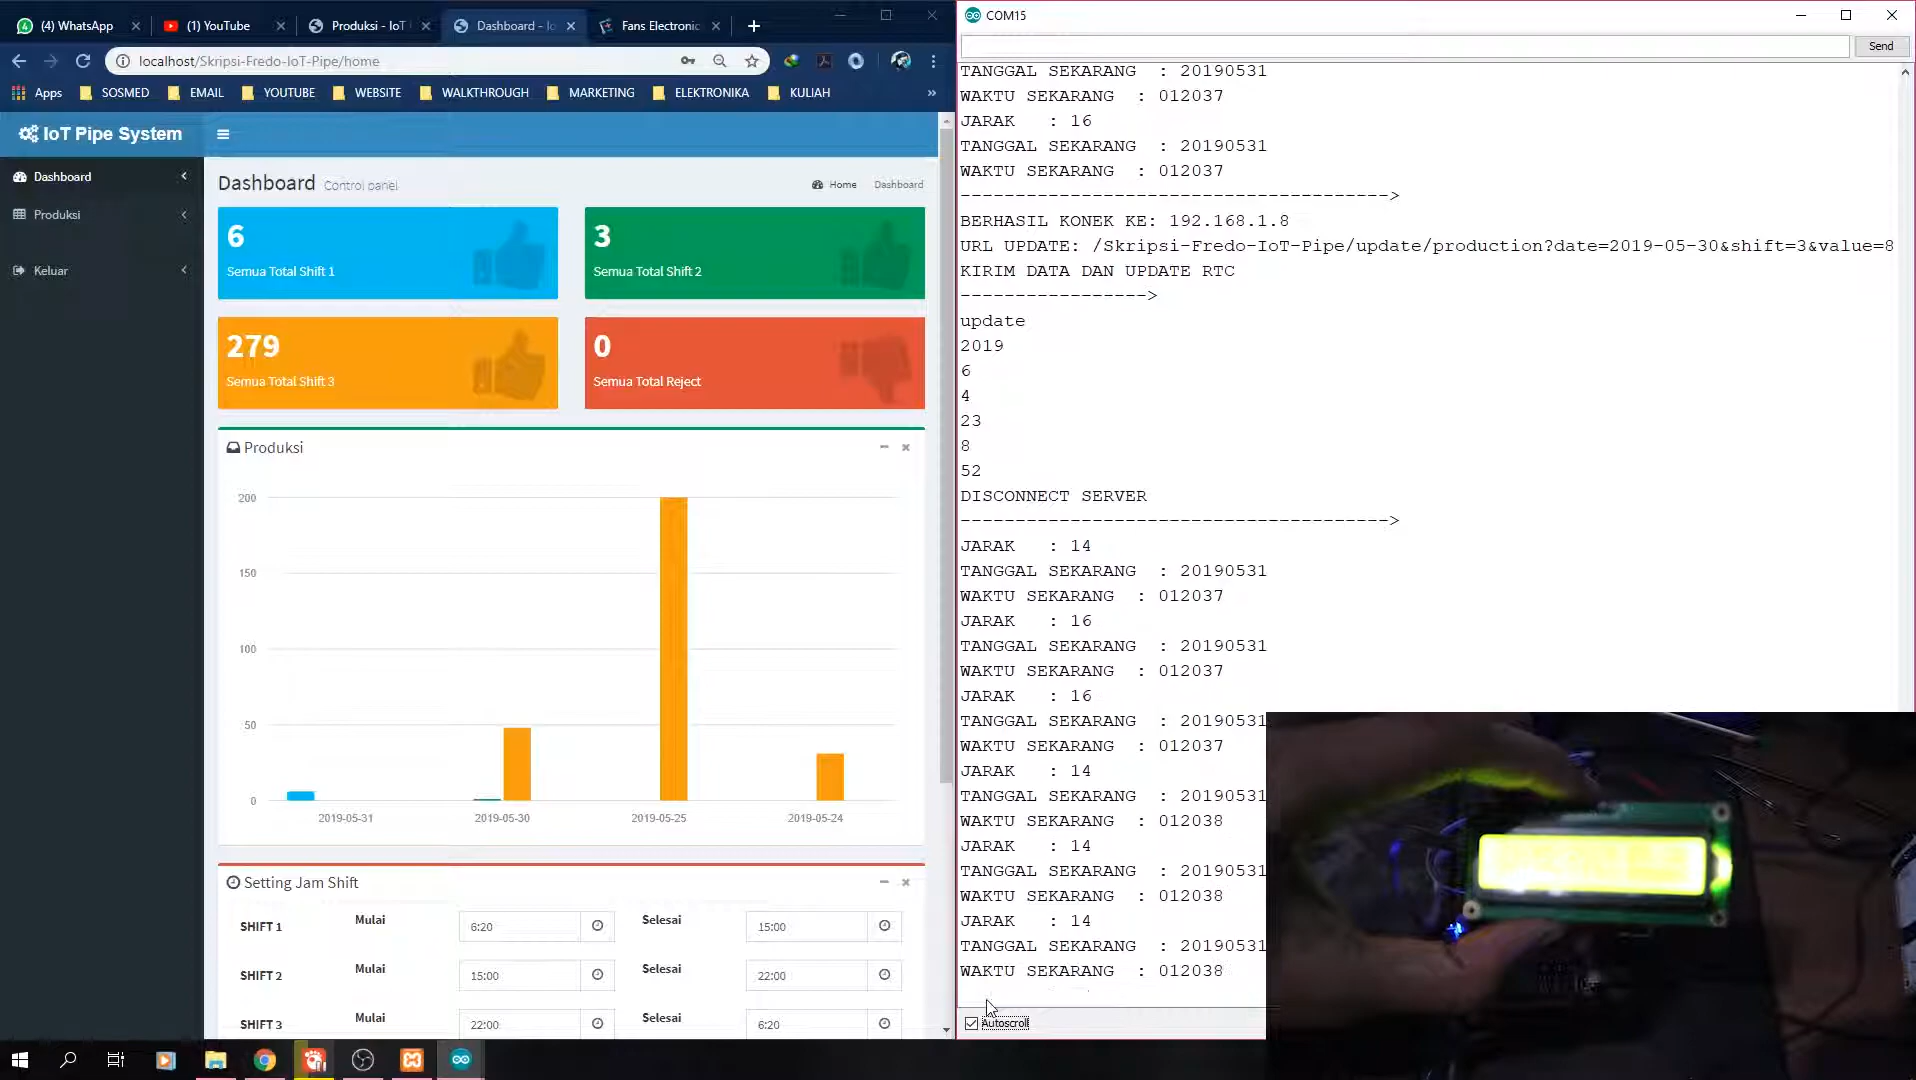 (4) WhatsApp
(1) YouTube
Produksi - IoT
Dashboard - Io
Fans Electronic
localhost/Skripsi-Fredo-IoT-Pipe/home
Apps
SOSMED
EMAIL
YOUTUBE
WEBSITE
WALKTHROUGH
MARKETING
ELEKTRONIKA
KULIAH
»
IoT Pipe System
Dashboard
Produksi
Keluar
Dashboard Control panel
Home
Dashboard
6
Semua Total Shift 1
3
Semua Total Shift 2
279
Semua Total Shift 3
0
Semua Total Reject
Produksi
200
150
100
50
0
2019-05-31
2019-05-30
2019-05-25
2019-05-24
Setting Jam Shift
SHIFT 1 Mulai 6:20 Selesai 15:00
SHIFT 2 Mulai 15:00 Selesai 22:00
SHIFT 3 Mulai 22:00 Selesai 6:20
COM15
Send
TANGGAL SEKARANG : 20190531
WAKTU SEKARANG : 012037
JARAK : 16
TANGGAL SEKARANG : 20190531
WAKTU SEKARANG : 012037
--------------------------------------->
BERHASIL KONEK KE: 192.168.1.8
URL UPDATE: /Skripsi-Fredo-IoT-Pipe/update/production?date=2019-05-30&shift=3&value=8
KIRIM DATA DAN UPDATE RTC
----------------->
update
2019
6
4
23
8
52
DISCONNECT SERVER
--------------------------------------->
JARAK : 14
TANGGAL SEKARANG : 20190531
WAKTU SEKARANG : 012037
JARAK : 16
TANGGAL SEKARANG : 20190531
WAKTU SEKARANG : 012037
JARAK : 16
TANGGAL SEKARANG : 20190531
WAKTU SEKARANG : 012037
JARAK : 14
TANGGAL SEKARANG : 20190531
WAKTU SEKARANG : 012038
JARAK : 14
TANGGAL SEKARANG : 20190531
WAKTU SEKARANG : 012038
JARAK : 14
TANGGAL SEKARANG : 20190531
WAKTU SEKARANG : 012038
Autoscroll